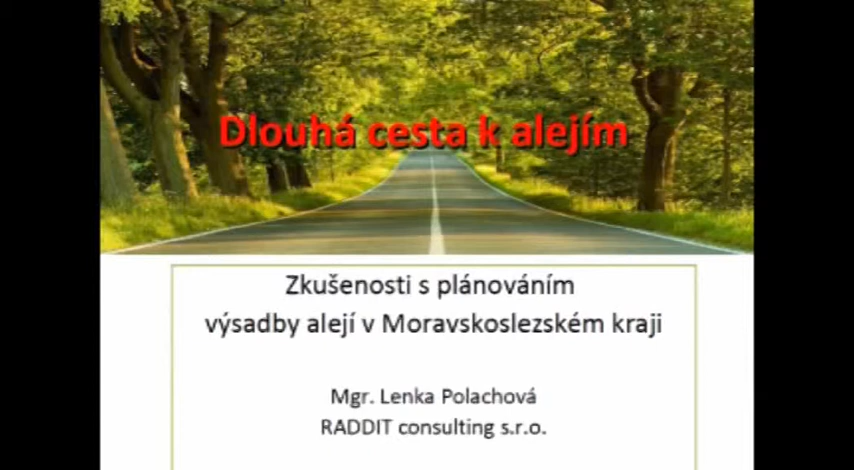 Dlouhá cesta k alejím
Zkušenosti s plánováním
výsadby alejí v Moravskoslezském kraji
Mgr. Lenka Polachová
RADDIT consulting s.r.o.